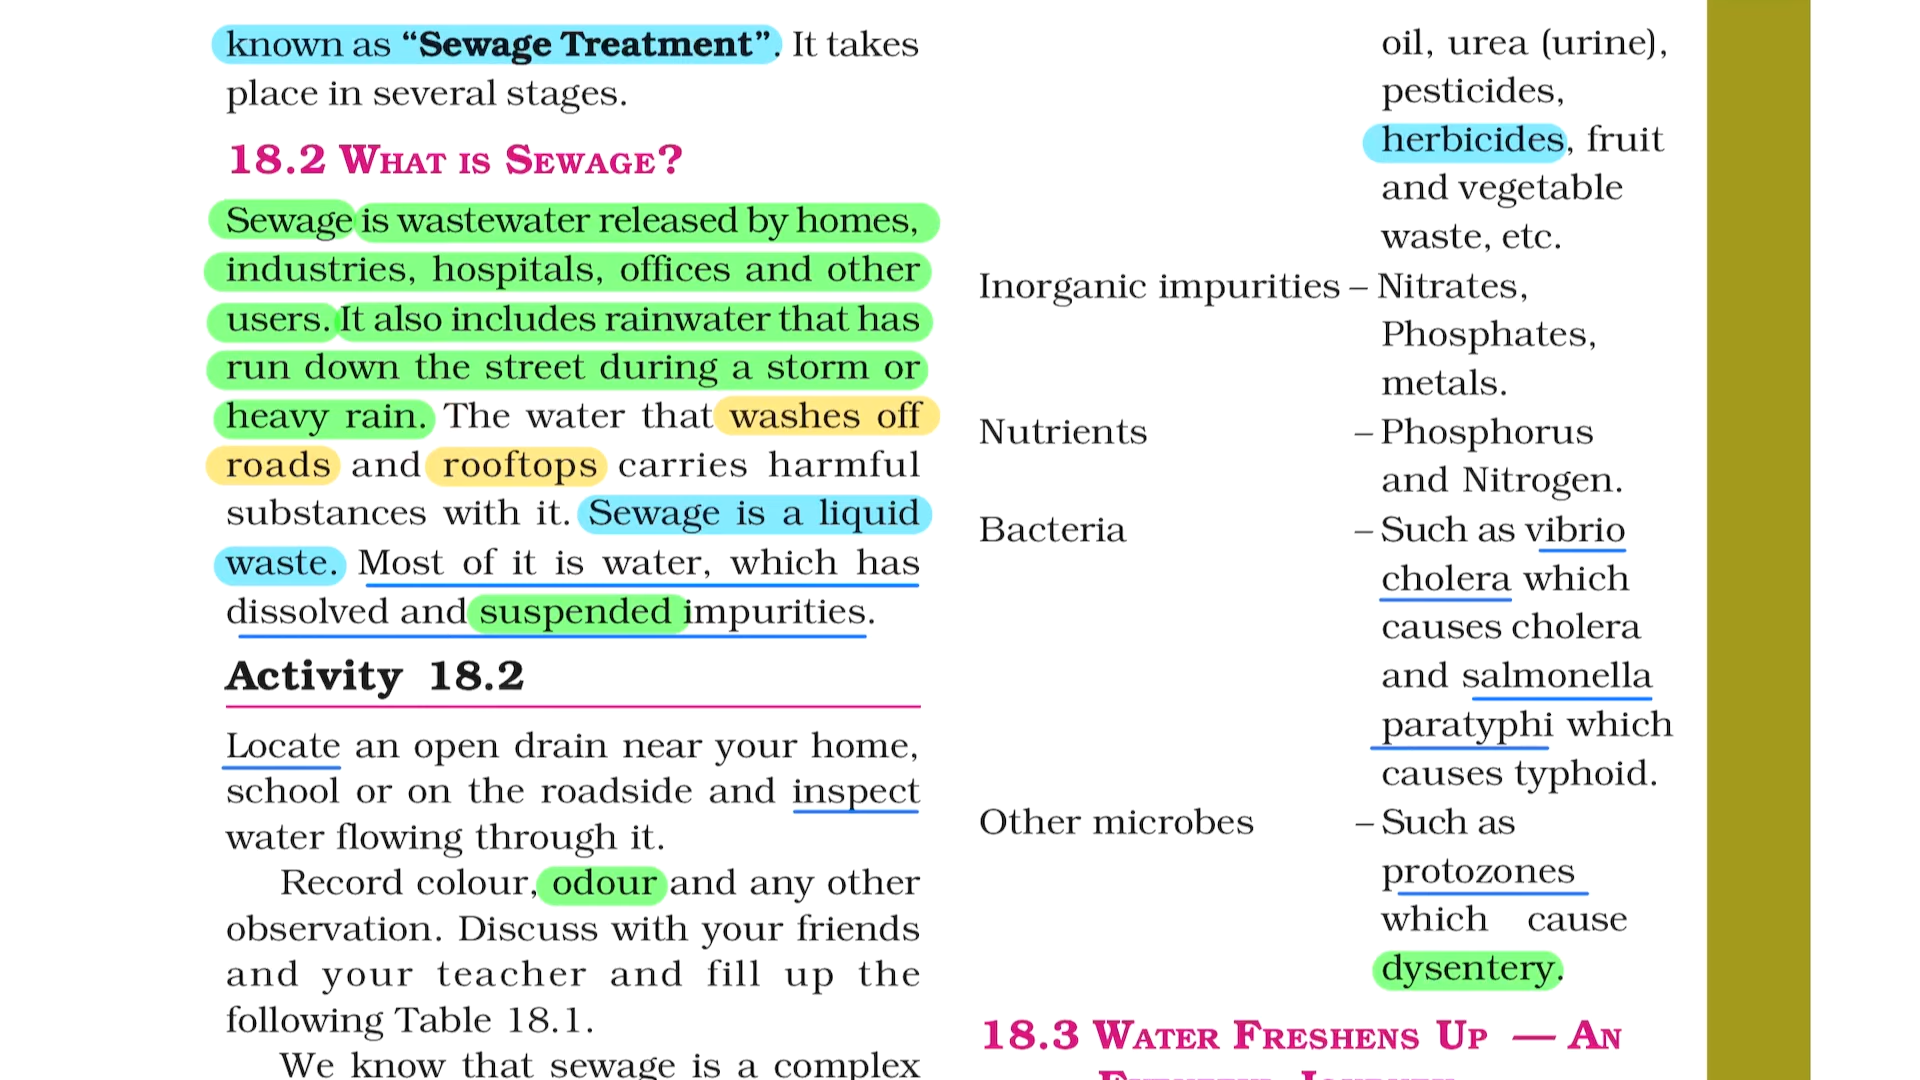 known as “Sewage Treatment”. It takes
place in several stages.
18.2 WHAT IS SEWAGE?
Sewage is wastewater released by homes,
industries, hospitals, offices and other
users. It also includes rainwater that has
run down the street during a storm or
heavy rain. The water that washes off
roads and rooftops carries harmful
substances with it. Sewage is a liquid
waste. Most of it is water, which has
dissolved and suspended impurities.
Activity 18.2
Locate an open drain near your home,
school or on the roadside and inspect
water flowing through it.
Record colour, odour and any other
observation. Discuss with your friends
and your teacher and fill up the
following Table 18.1.
We know that sewage is a complex
oil, urea (urine),
pesticides,
herbicides, fruit
and vegetable
waste, etc.
Inorganic impurities – Nitrates,
Phosphates,
metals.
Nutrients – Phosphorus
and Nitrogen.
Bacteria – Such as vibrio
cholera which
causes cholera
and salmonella
paratyphi which
causes typhoid.
Other microbes – Such as
protozones
which cause
dysentery.
18.3 WATER FRESHENS UP — AN